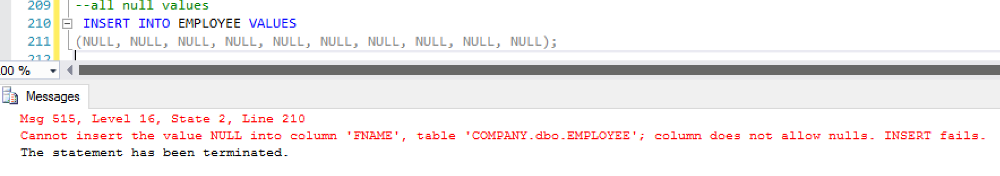 209 --all null values
210 INSERT INTO EMPLOYEE VALUES
211 (NULL, NULL, NULL, NULL, NULL, NULL, NULL, NULL, NULL, NULL);
212
00 %
Messages
Msg 515, Level 16, State 2, Line 210
Cannot insert the value NULL into column 'FNAME', table 'COMPANY.dbo.EMPLOYEE'; column does not allow nulls. INSERT fails.
The statement has been terminated.